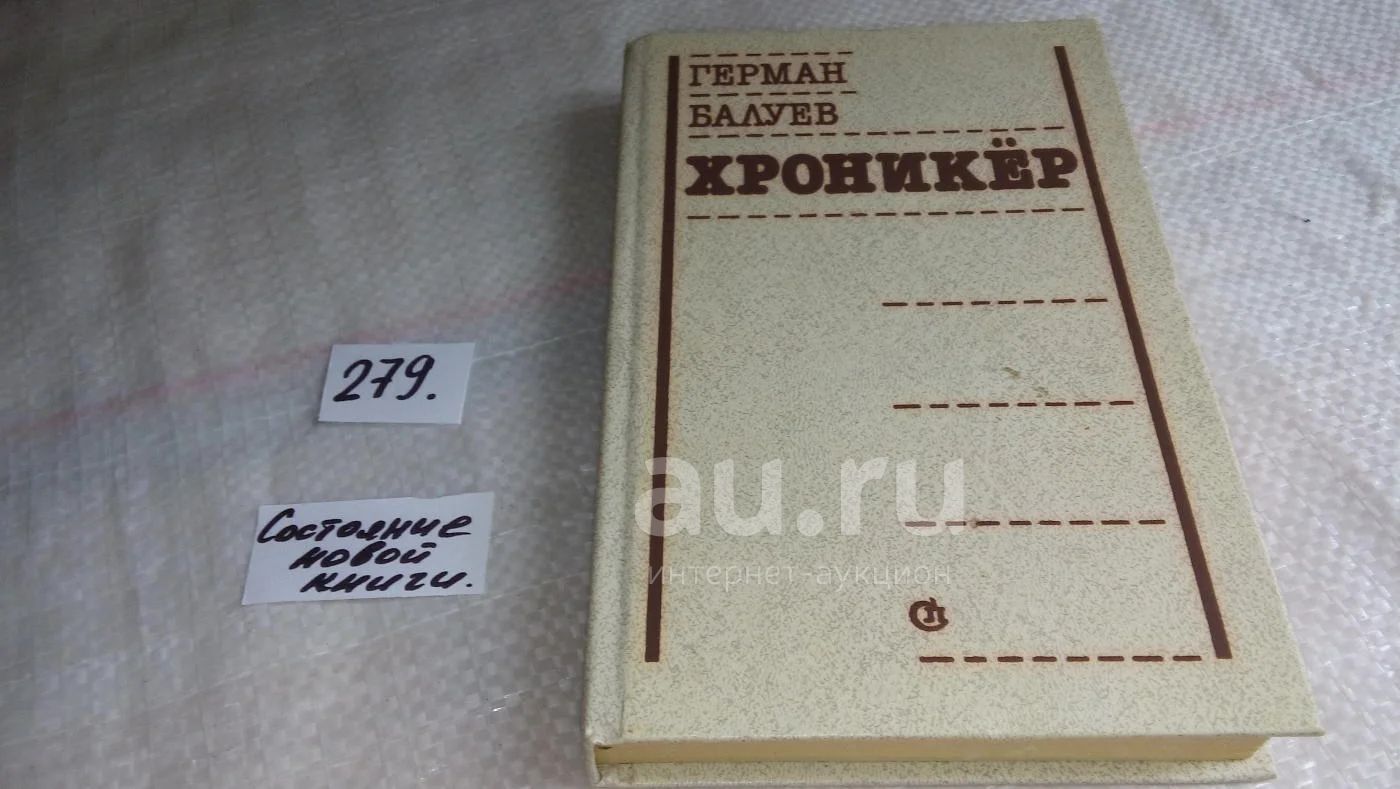 ГЕРМАН
БАЛУЕВ
ХРОНИКЁР
279.
Состояние
новой
книги.
au.ru
интернет аукцион